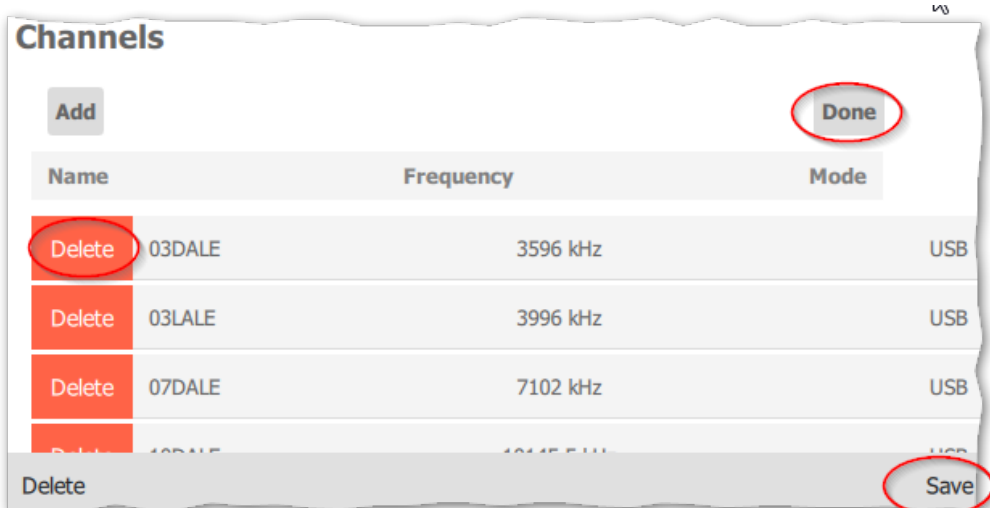 Channels
Add Done
Name Frequency Mode
Delete 03DALE 3596 kHz USB
Delete 03LALE 3996 kHz USB
Delete 07DALE 7102 kHz USB
Delete Save